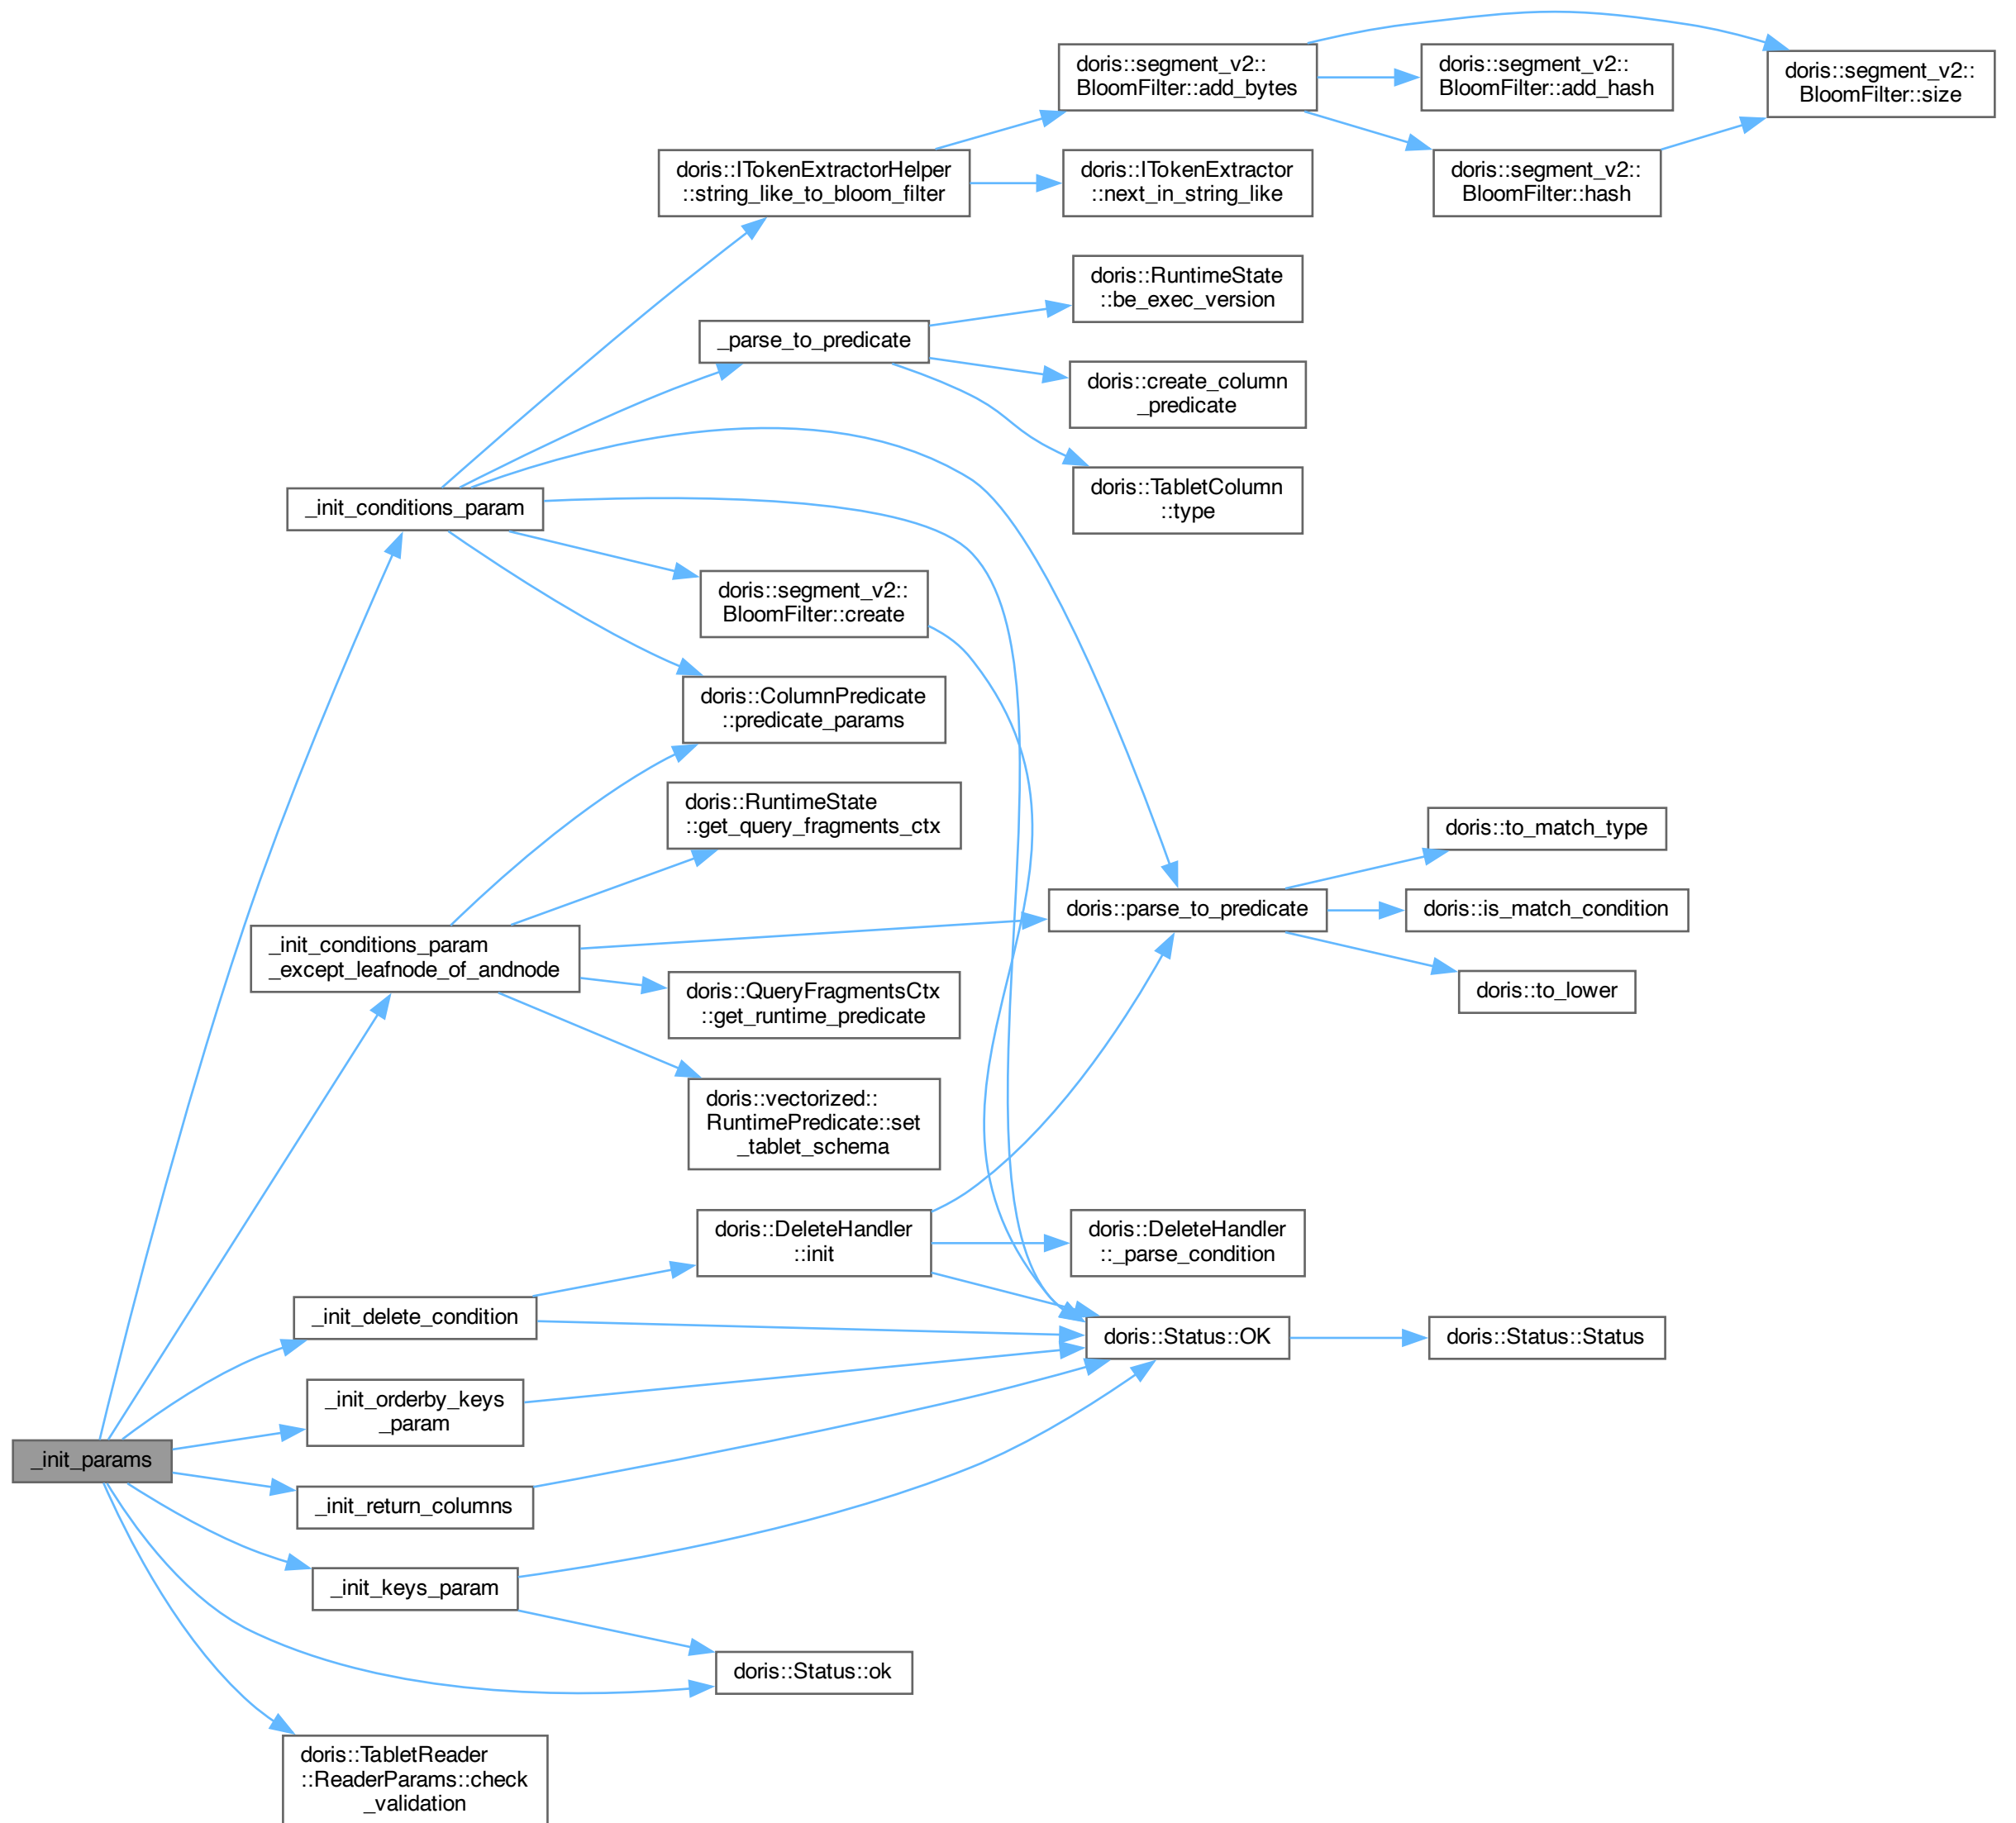 doris::segment_v2::
BloomFilter::add_bytes
doris::segment_v2::
BloomFilter::add_hash
doris::segment_v2::
BloomFilter::size
doris::ITokenExtractorHelper
::string_like_to_bloom_filter
doris::ITokenExtractor
::next_in_string_like
doris::segment_v2::
BloomFilter::hash
doris::RuntimeState
::be_exec_version
_parse_to_predicate
doris::create_column
_predicate
doris::TabletColumn
::type
_init_conditions_param
doris::segment_v2::
BloomFilter::create
doris::ColumnPredicate
::predicate_params
doris::RuntimeState
::get_query_fragments_ctx
doris::to_match_type
doris::parse_to_predicate
doris::is_match_condition
_init_conditions_param
_except_leafnode_of_andnode
doris::QueryFragmentsCtx
::get_runtime_predicate
doris::to_lower
doris::vectorized::
RuntimePredicate::set
_tablet_schema
doris::DeleteHandler
::init
doris::DeleteHandler
::_parse_condition
_init_delete_condition
doris::Status::OK
doris::Status::Status
_init_orderby_keys
_param
_init_params
_init_return_columns
_init_keys_param
doris::Status::ok
doris::TabletReader
::ReaderParams::check
_validation